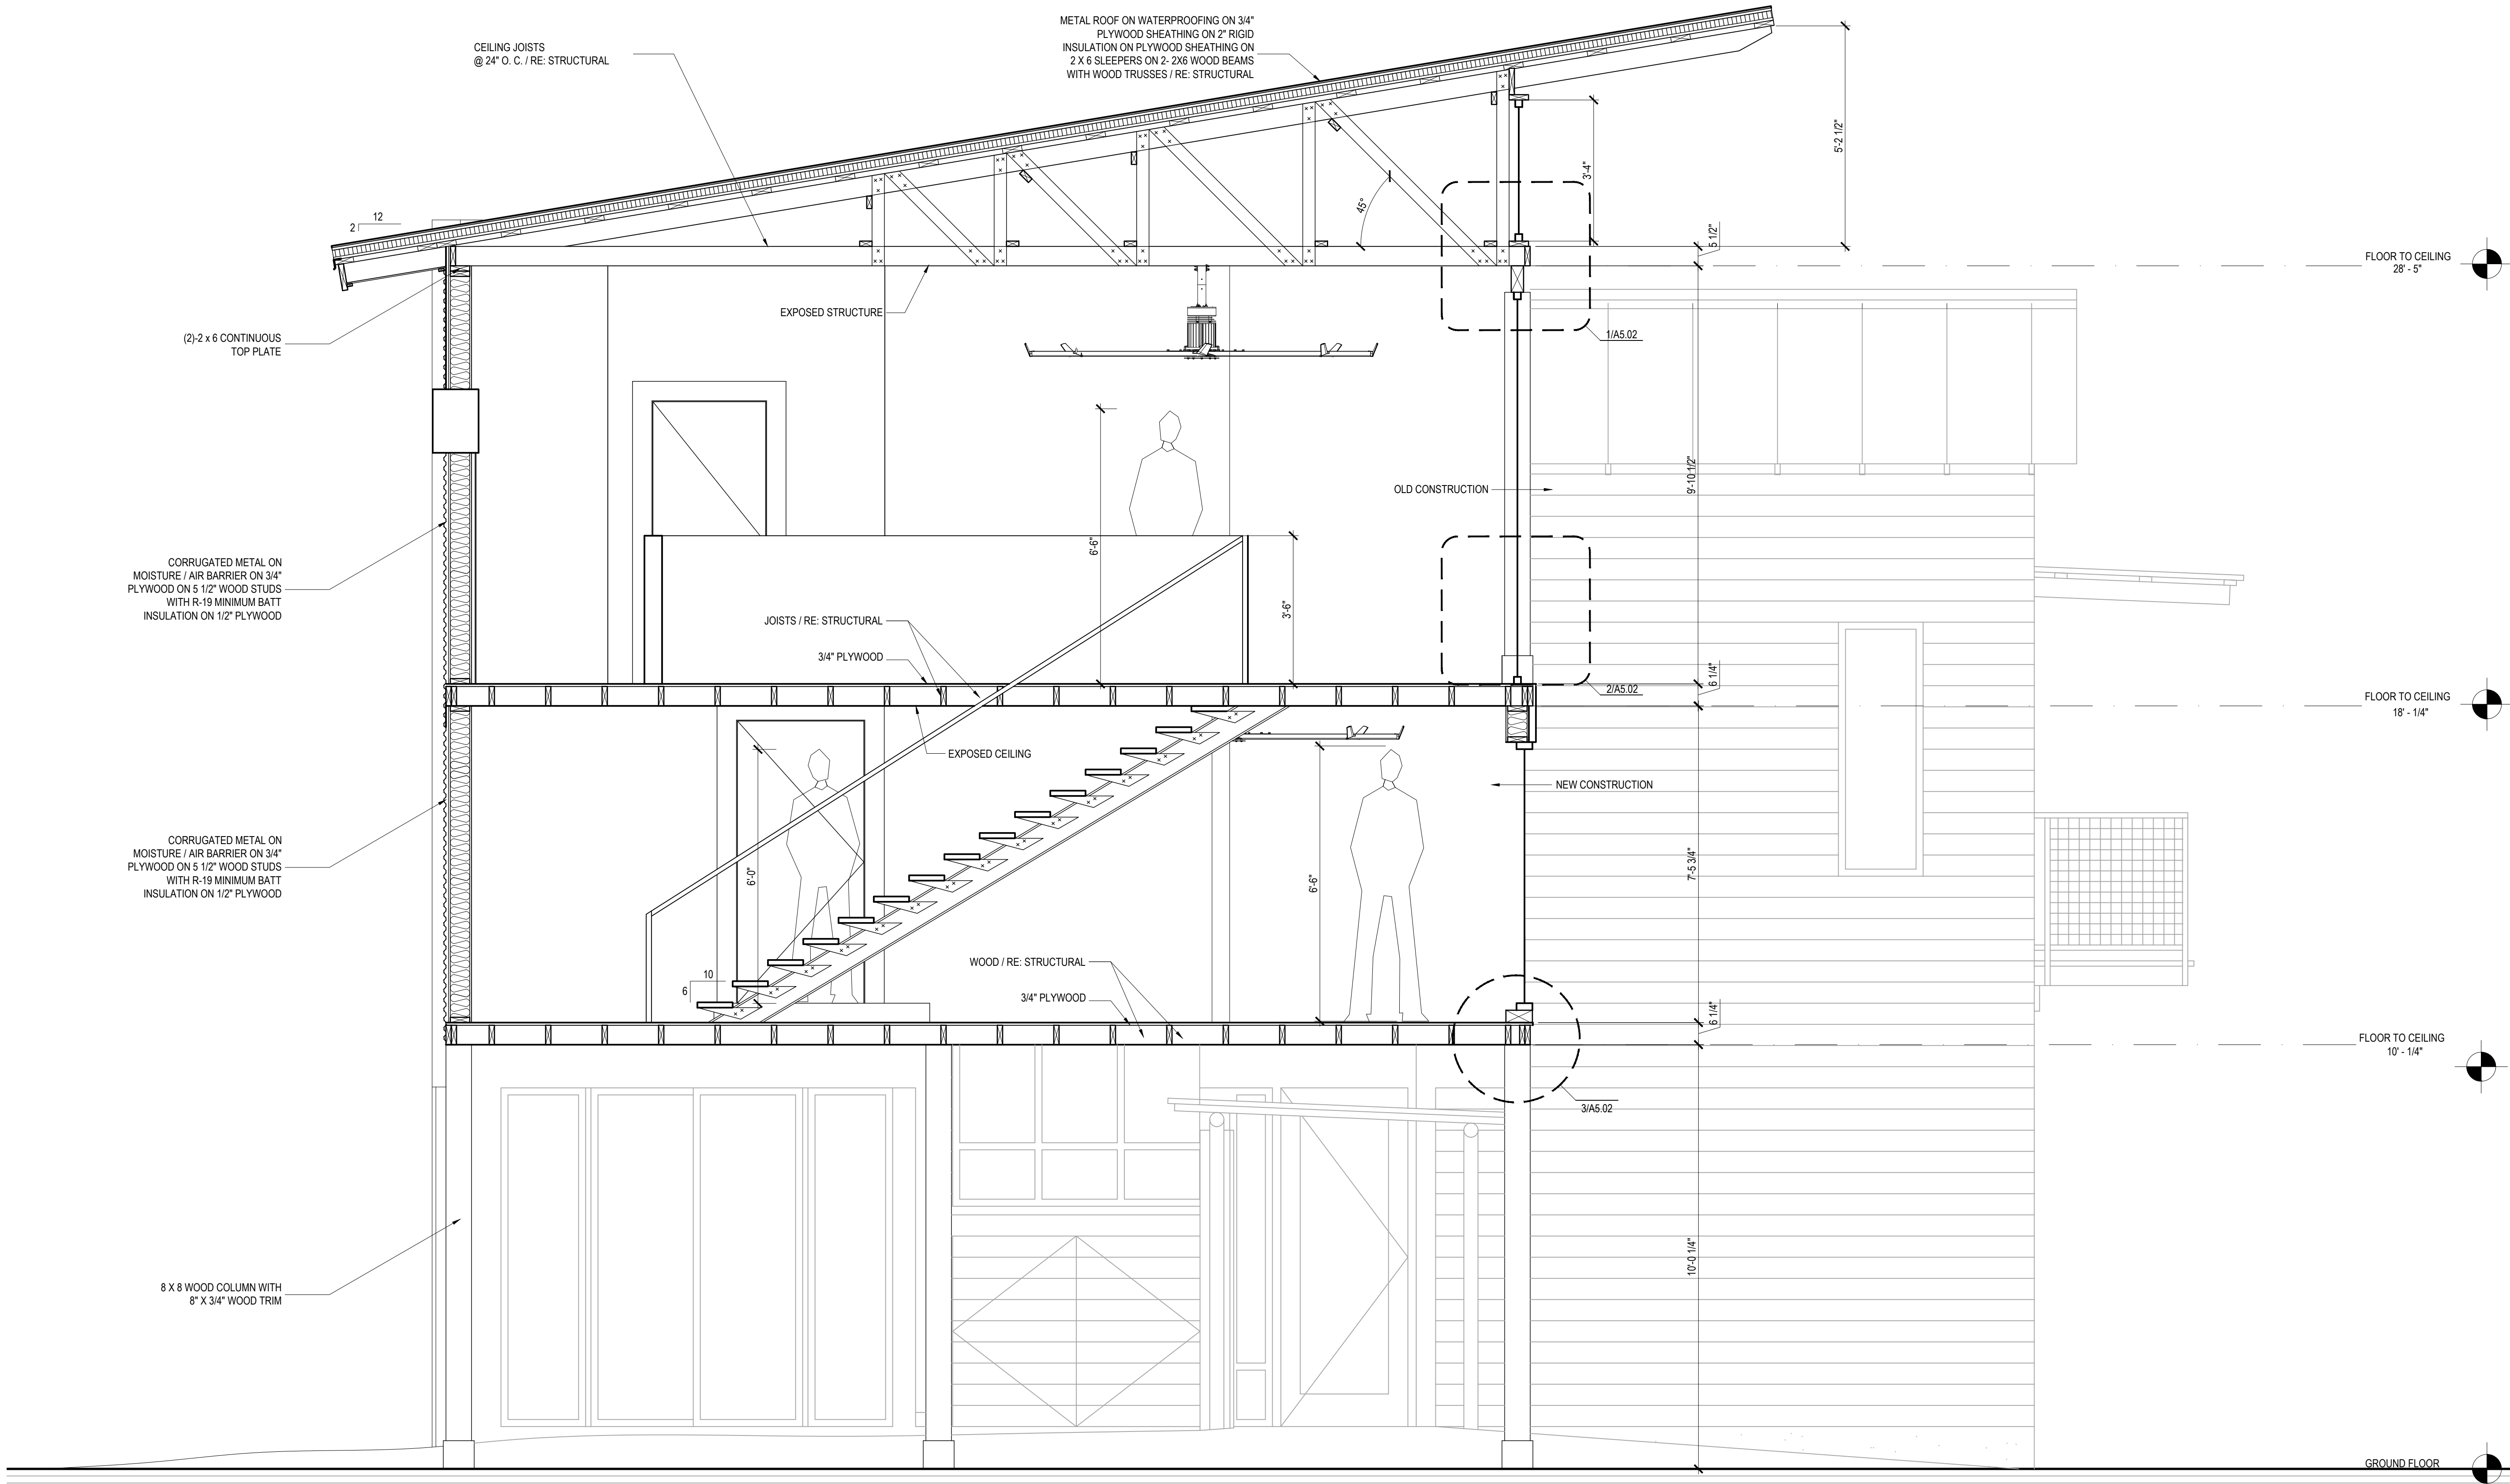 METAL ROOF ON WATERPROOFING ON 3/4"
PLYWOOD SHEATHING ON 2" RIGID
INSULATION ON PLYWOOD SHEATHING ON
2 X 6 SLEEPERS ON 2- 2X6 WOOD BEAMS
WITH WOOD TRUSSES / RE: STRUCTURAL
CEILING JOISTS
@ 24" O. C. / RE: STRUCTURAL
5'-2 1/2"
3'-4"
45°
12
2
5 1/2"
FLOOR TO CEILING
28' - 5"
EXPOSED STRUCTURE
(2)-2 x 6 CONTINUOUS
TOP PLATE
1/A5.02
OLD CONSTRUCTION
9'-10 1/2"
6'-6"
CORRUGATED METAL ON
MOISTURE / AIR BARRIER ON 3/4"
PLYWOOD ON 5 1/2" WOOD STUDS
WITH R-19 MINIMUM BATT
INSULATION ON 1/2" PLYWOOD
3'-6"
JOISTS / RE: STRUCTURAL
3/4" PLYWOOD
6 1/4"
2/A5.02
FLOOR TO CEILING
18' - 1/4"
EXPOSED CEILING
NEW CONSTRUCTION
CORRUGATED METAL ON
MOISTURE / AIR BARRIER ON 3/4"
PLYWOOD ON 5 1/2" WOOD STUDS
WITH R-19 MINIMUM BATT
INSULATION ON 1/2" PLYWOOD
6'-0"
6'-6"
7'-5 3/4"
WOOD / RE: STRUCTURAL
10
6
3/4" PLYWOOD
6 1/4"
FLOOR TO CEILING
10' - 1/4"
3/A5.02
10'-0 1/4"
8 X 8 WOOD COLUMN WITH
8" X 3/4" WOOD TRIM
GROUND FLOOR